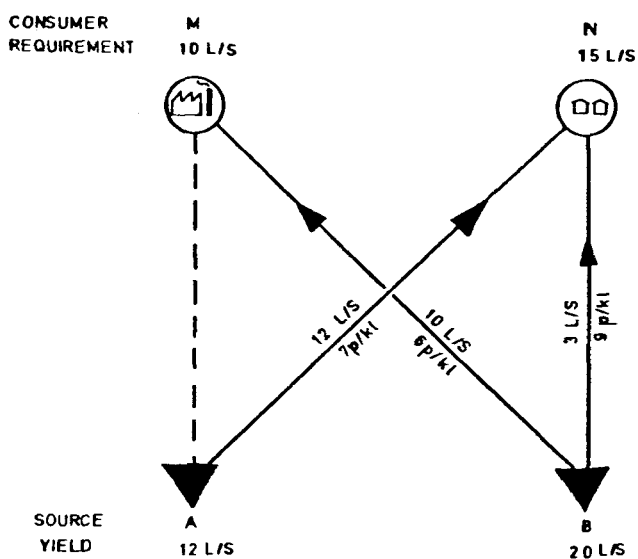 CONSUMER
REQUIREMENT
M
10 L/S
N
15 L/S
12 L/S
7p/kl
10 L/S
6p/kl
3 L/S
9 p/kl
SOURCE
YIELD
A
12 L/S
B
20 L/S